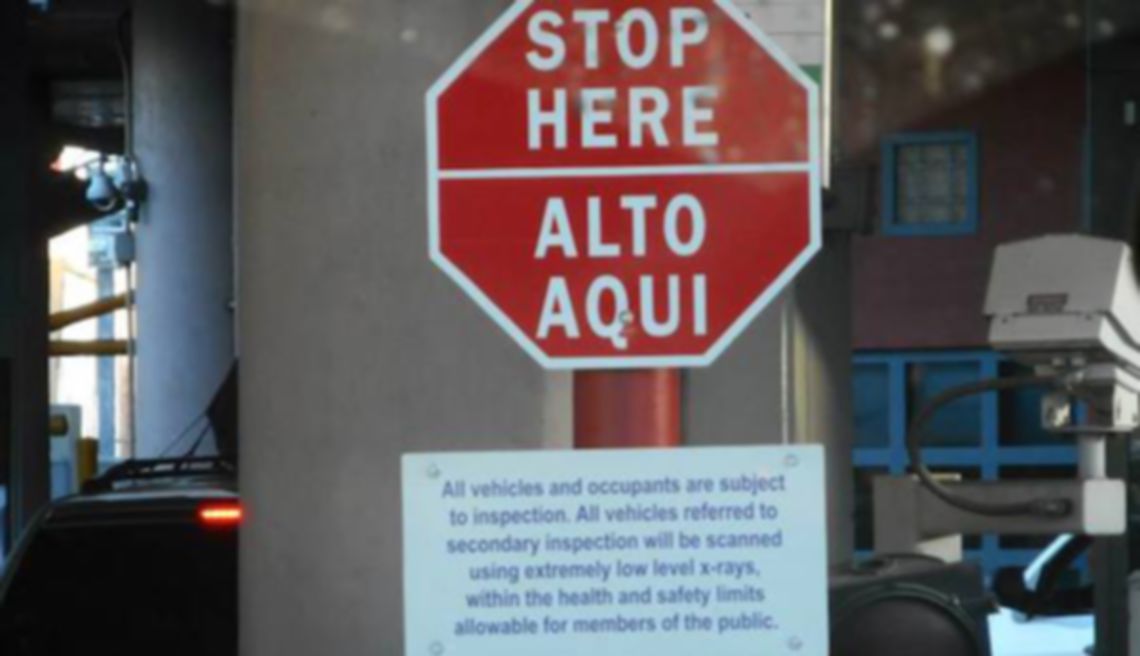 STOP
HERE
ALTO
AQUI
All vehicles and occupants are subject
to inspection. All vehicles referred to
secondary inspection will be scanned
using extremely low level x-rays,
within the health and safety limits
allowable for members of the public.